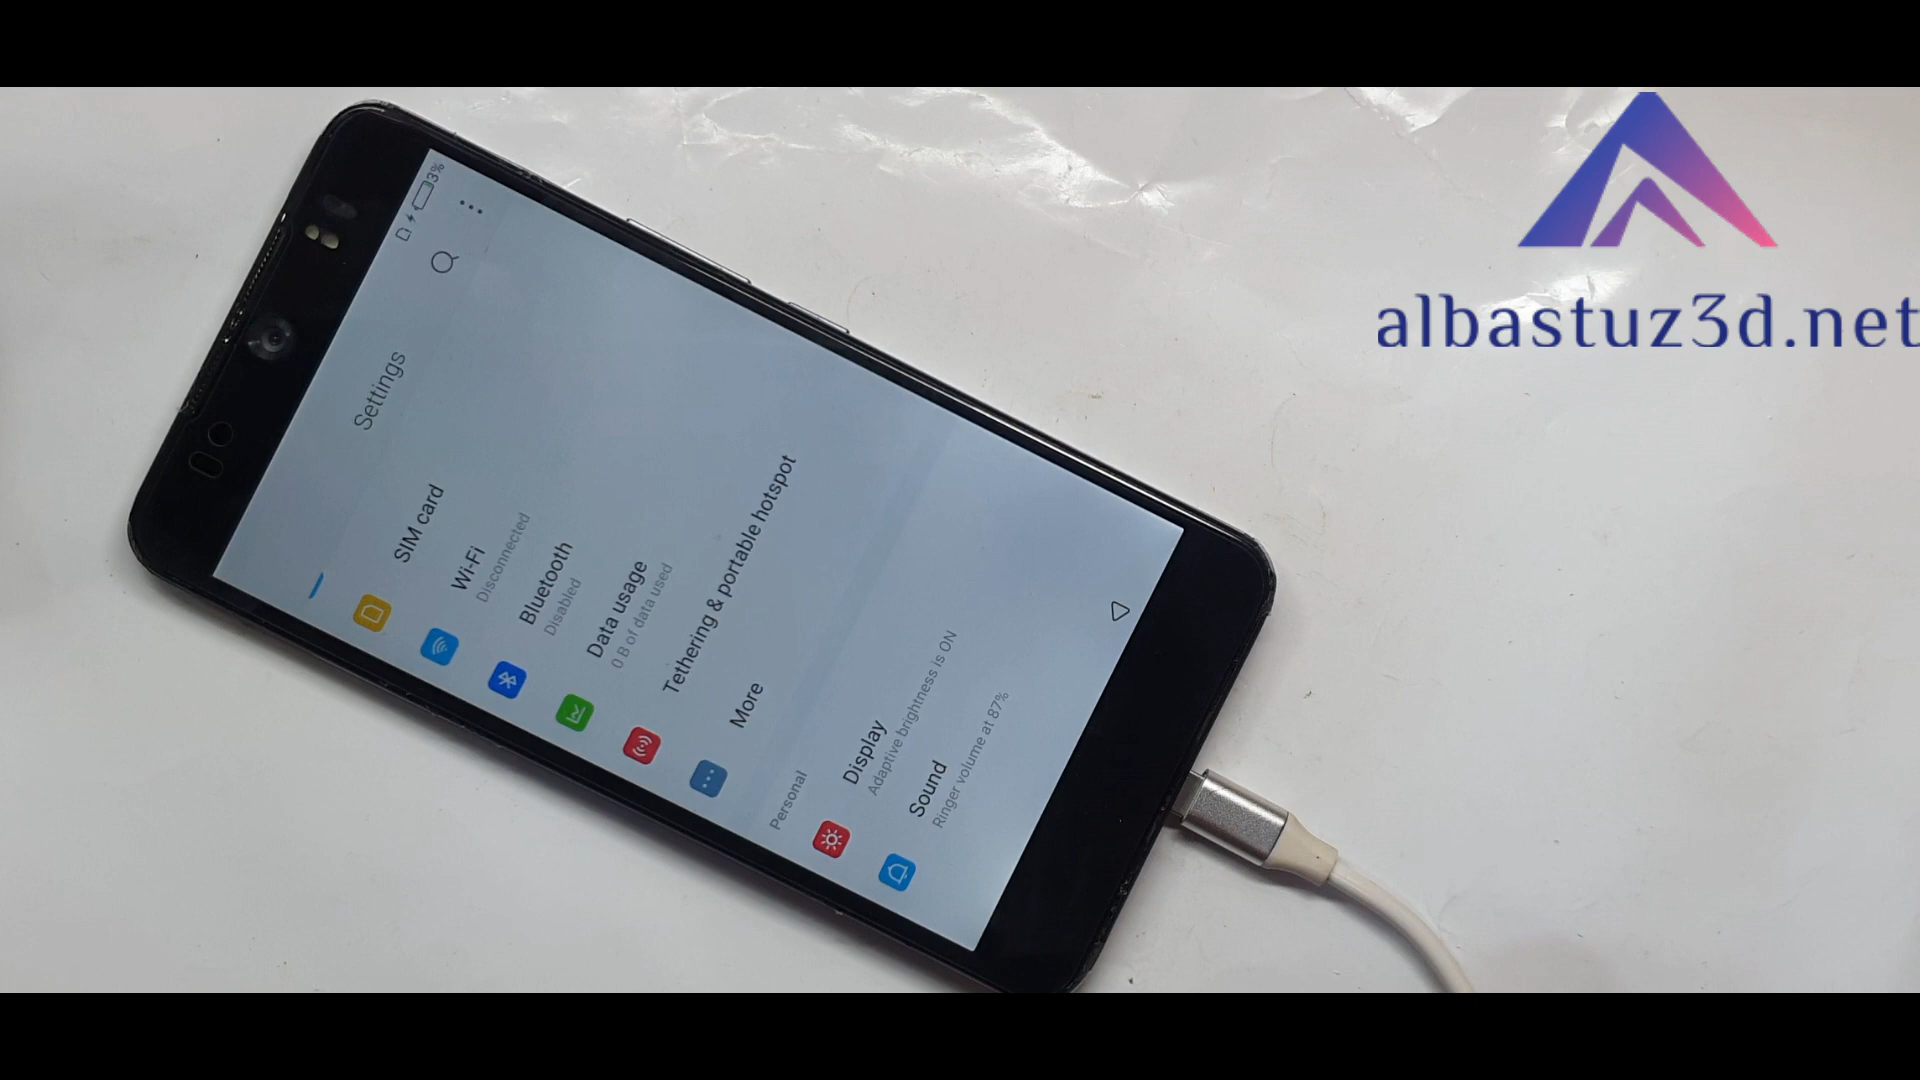 3%
Settings
SIM card
Wi-Fi
Disconnected
Bluetooth
Disabled
Data usage
0 B of data used
Tethering & portable hotspot
More
Personal
Display
Adaptive brightness is ON
Sound
Ringer volume at 87%
albastuz3d.net